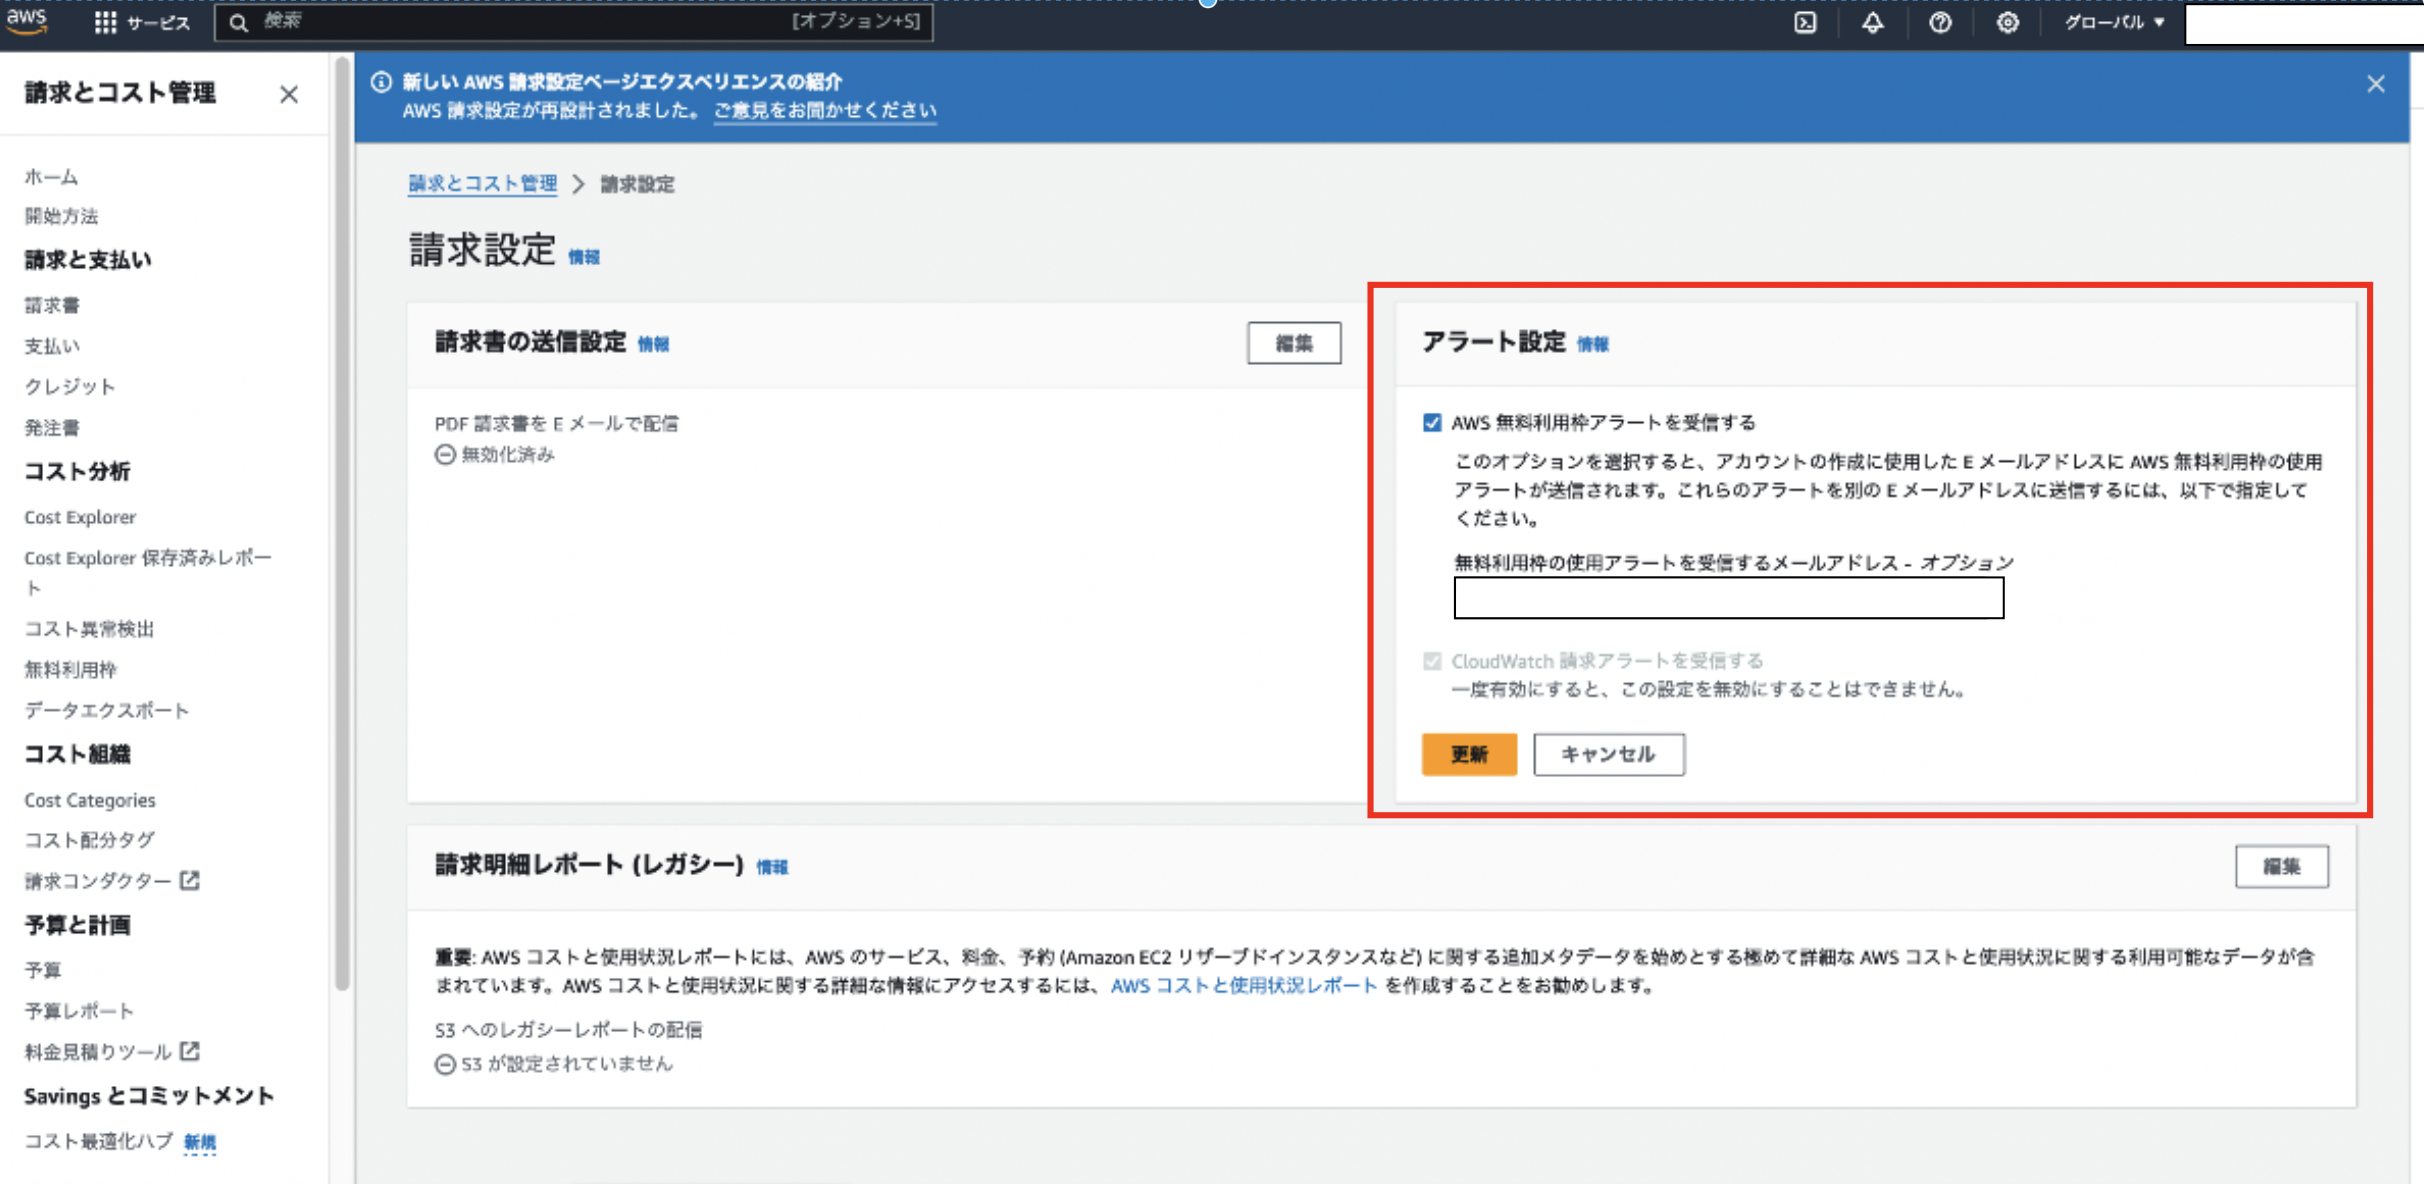 aws
サービス
検索
[オプション+S]
グローバル ▼
請求とコスト管理
ホーム
開始方法
請求と支払い
請求書
支払い
クレジット
発注書
コスト分析
Cost Explorer
Cost Explorer 保存済みレポー
ト
コスト異常検出
無料利用枠
データエクスポート
コスト組織
Cost Categories
コスト配分タグ
請求コンダクター
予算と計画
予算
予算レポート
料金見積りツール
Savings とコミットメント
コスト最適化ハブ 新規
新しい AWS 請求設定ページエクスペリエンスの紹介
AWS 請求設定が再設計されました。 ご意見をお聞かせください
請求とコスト管理 > 請求設定
請求設定 情報
請求書の送信設定 情報
編集
PDF 請求書を E メールで配信
無効化済み
アラート設定 情報
AWS 無料利用枠アラートを受信する
このオプションを選択すると、アカウントの作成に使用した E メールアドレスに AWS 無料利用枠の使用
アラートが送信されます。これらのアラートを別の E メールアドレスに送信するには、以下で指定して
ください。
無料利用枠の使用アラートを受信するメールアドレス - オプション
CloudWatch 請求アラートを受信する
一度有効にすると、この設定を無効にすることはできません。
更新
キャンセル
請求明細レポート (レガシー) 情報
編集
重要: AWS コストと使用状況レポートには、AWS のサービス、料金、予約 (Amazon EC2 リザーブドインスタンスなど) に関する追加メタデータを始めとする極めて詳細な AWS コストと使用状況に関する利用可能なデータが含
まれています。AWS コストと使用状況に関する詳細な情報にアクセスするには、AWS コストと使用状況レポート を作成することをお勧めします。
S3 へのレガシーレポートの配信
S3 が設定されていません